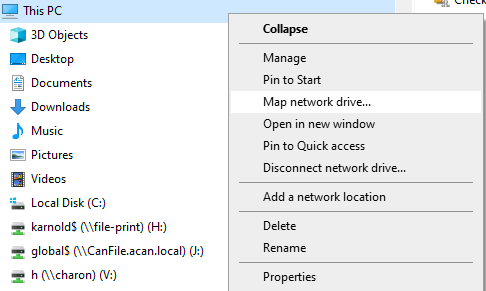 This PC
3D Objects
Desktop
Documents
Downloads
Music
Pictures
Videos
Local Disk (C:)
karnold$ (\\file-print) (H:)
global$ (\\CanFile.acan.local) (J:)
h (\\charon) (V:)
Collapse
Manage
Pin to Start
Map network drive...
Open in new window
Pin to Quick access
Disconnect network drive...
Add a network location
Delete
Rename
Properties
Check